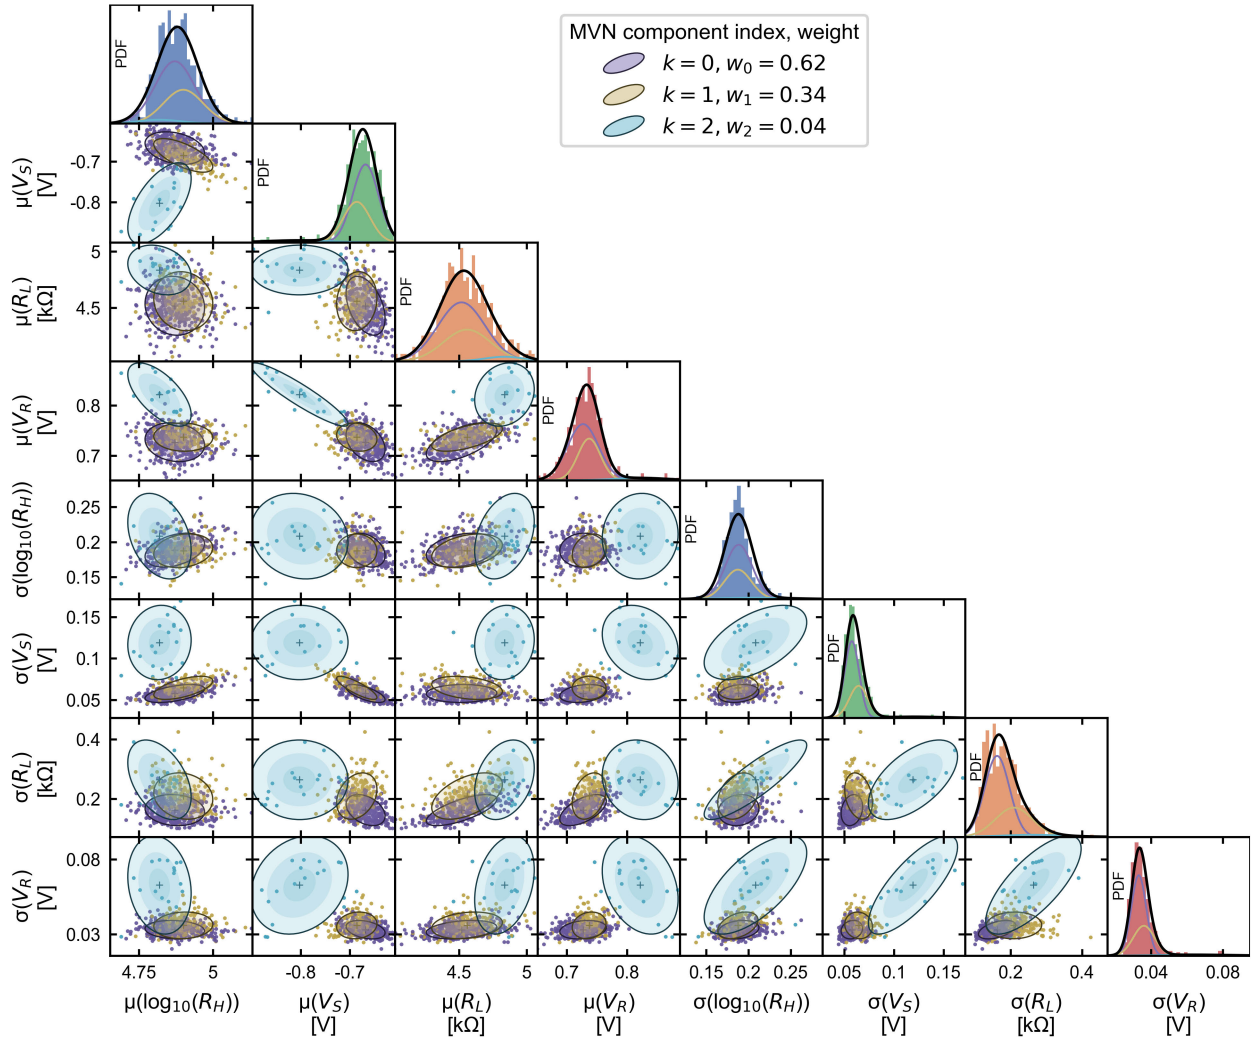 MVN component index, weight
k = 0, w₀ = 0.62
k = 1, w₁ = 0.34
k = 2, w₂ = 0.04
PDF
μ(V_S)
[V]
-0.7
-0.8
PDF
μ(R_L)
[kΩ]
5
4.5
PDF
μ(V_R)
[V]
0.8
0.7
PDF
σ(log₁₀(R_H))
0.25
0.2
0.15
PDF
σ(V_S)
[V]
0.15
0.1
0.05
PDF
σ(R_L)
[kΩ]
0.4
0.2
PDF
σ(V_R)
[V]
0.08
0.03
PDF
4.75 5 -0.8 -0.7 4.5 5 0.7 0.8 0.15 0.2 0.25 0.05 0.1 0.15 0.2 0.4 0.04 0.08
μ(log₁₀(R_H)) μ(V_S) μ(R_L) μ(V_R) σ(log₁₀(R_H)) σ(V_S) σ(R_L) σ(V_R)
[V] [kΩ] [V] [V] [kΩ] [V]